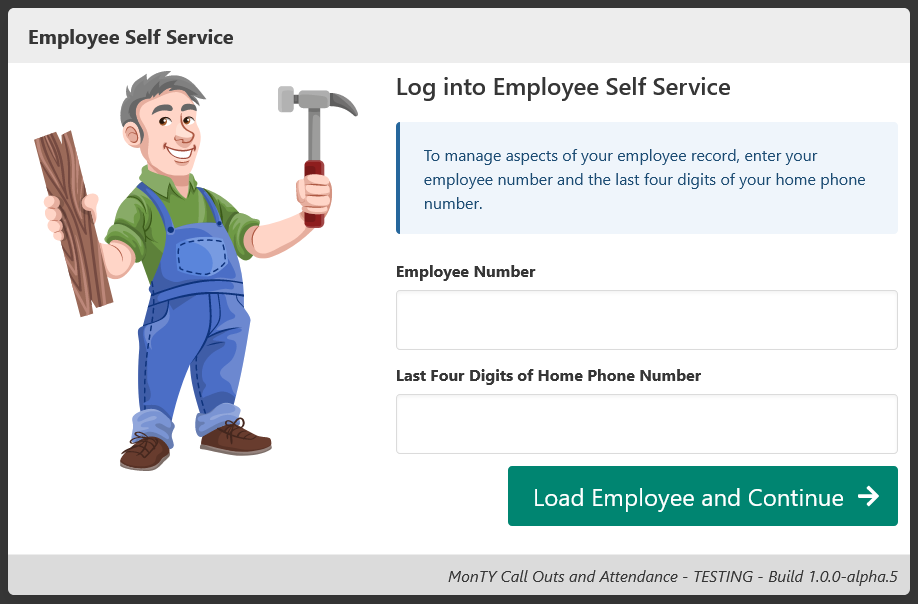 Employee Self Service
Log into Employee Self Service
To manage aspects of your employee record, enter your
employee number and the last four digits of your home phone
number.
Employee Number
Last Four Digits of Home Phone Number
Load Employee and Continue
MonTY Call Outs and Attendance - TESTING - Build 1.0.0-alpha.5